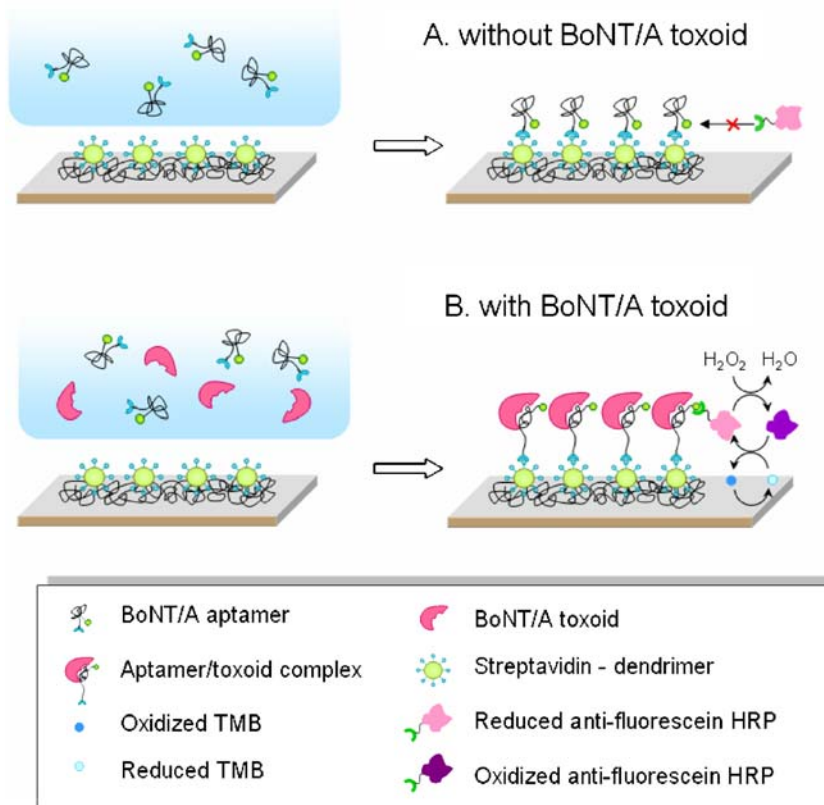 A. without BoNT/A toxoid
B. with BoNT/A toxoid
H₂O₂ H₂O
BoNT/A aptamer
Aptamer/toxoid complex
Oxidized TMB
Reduced TMB
BoNT/A toxoid
Streptavidin - dendrimer
Reduced anti-fluorescein HRP
Oxidized anti-fluorescein HRP